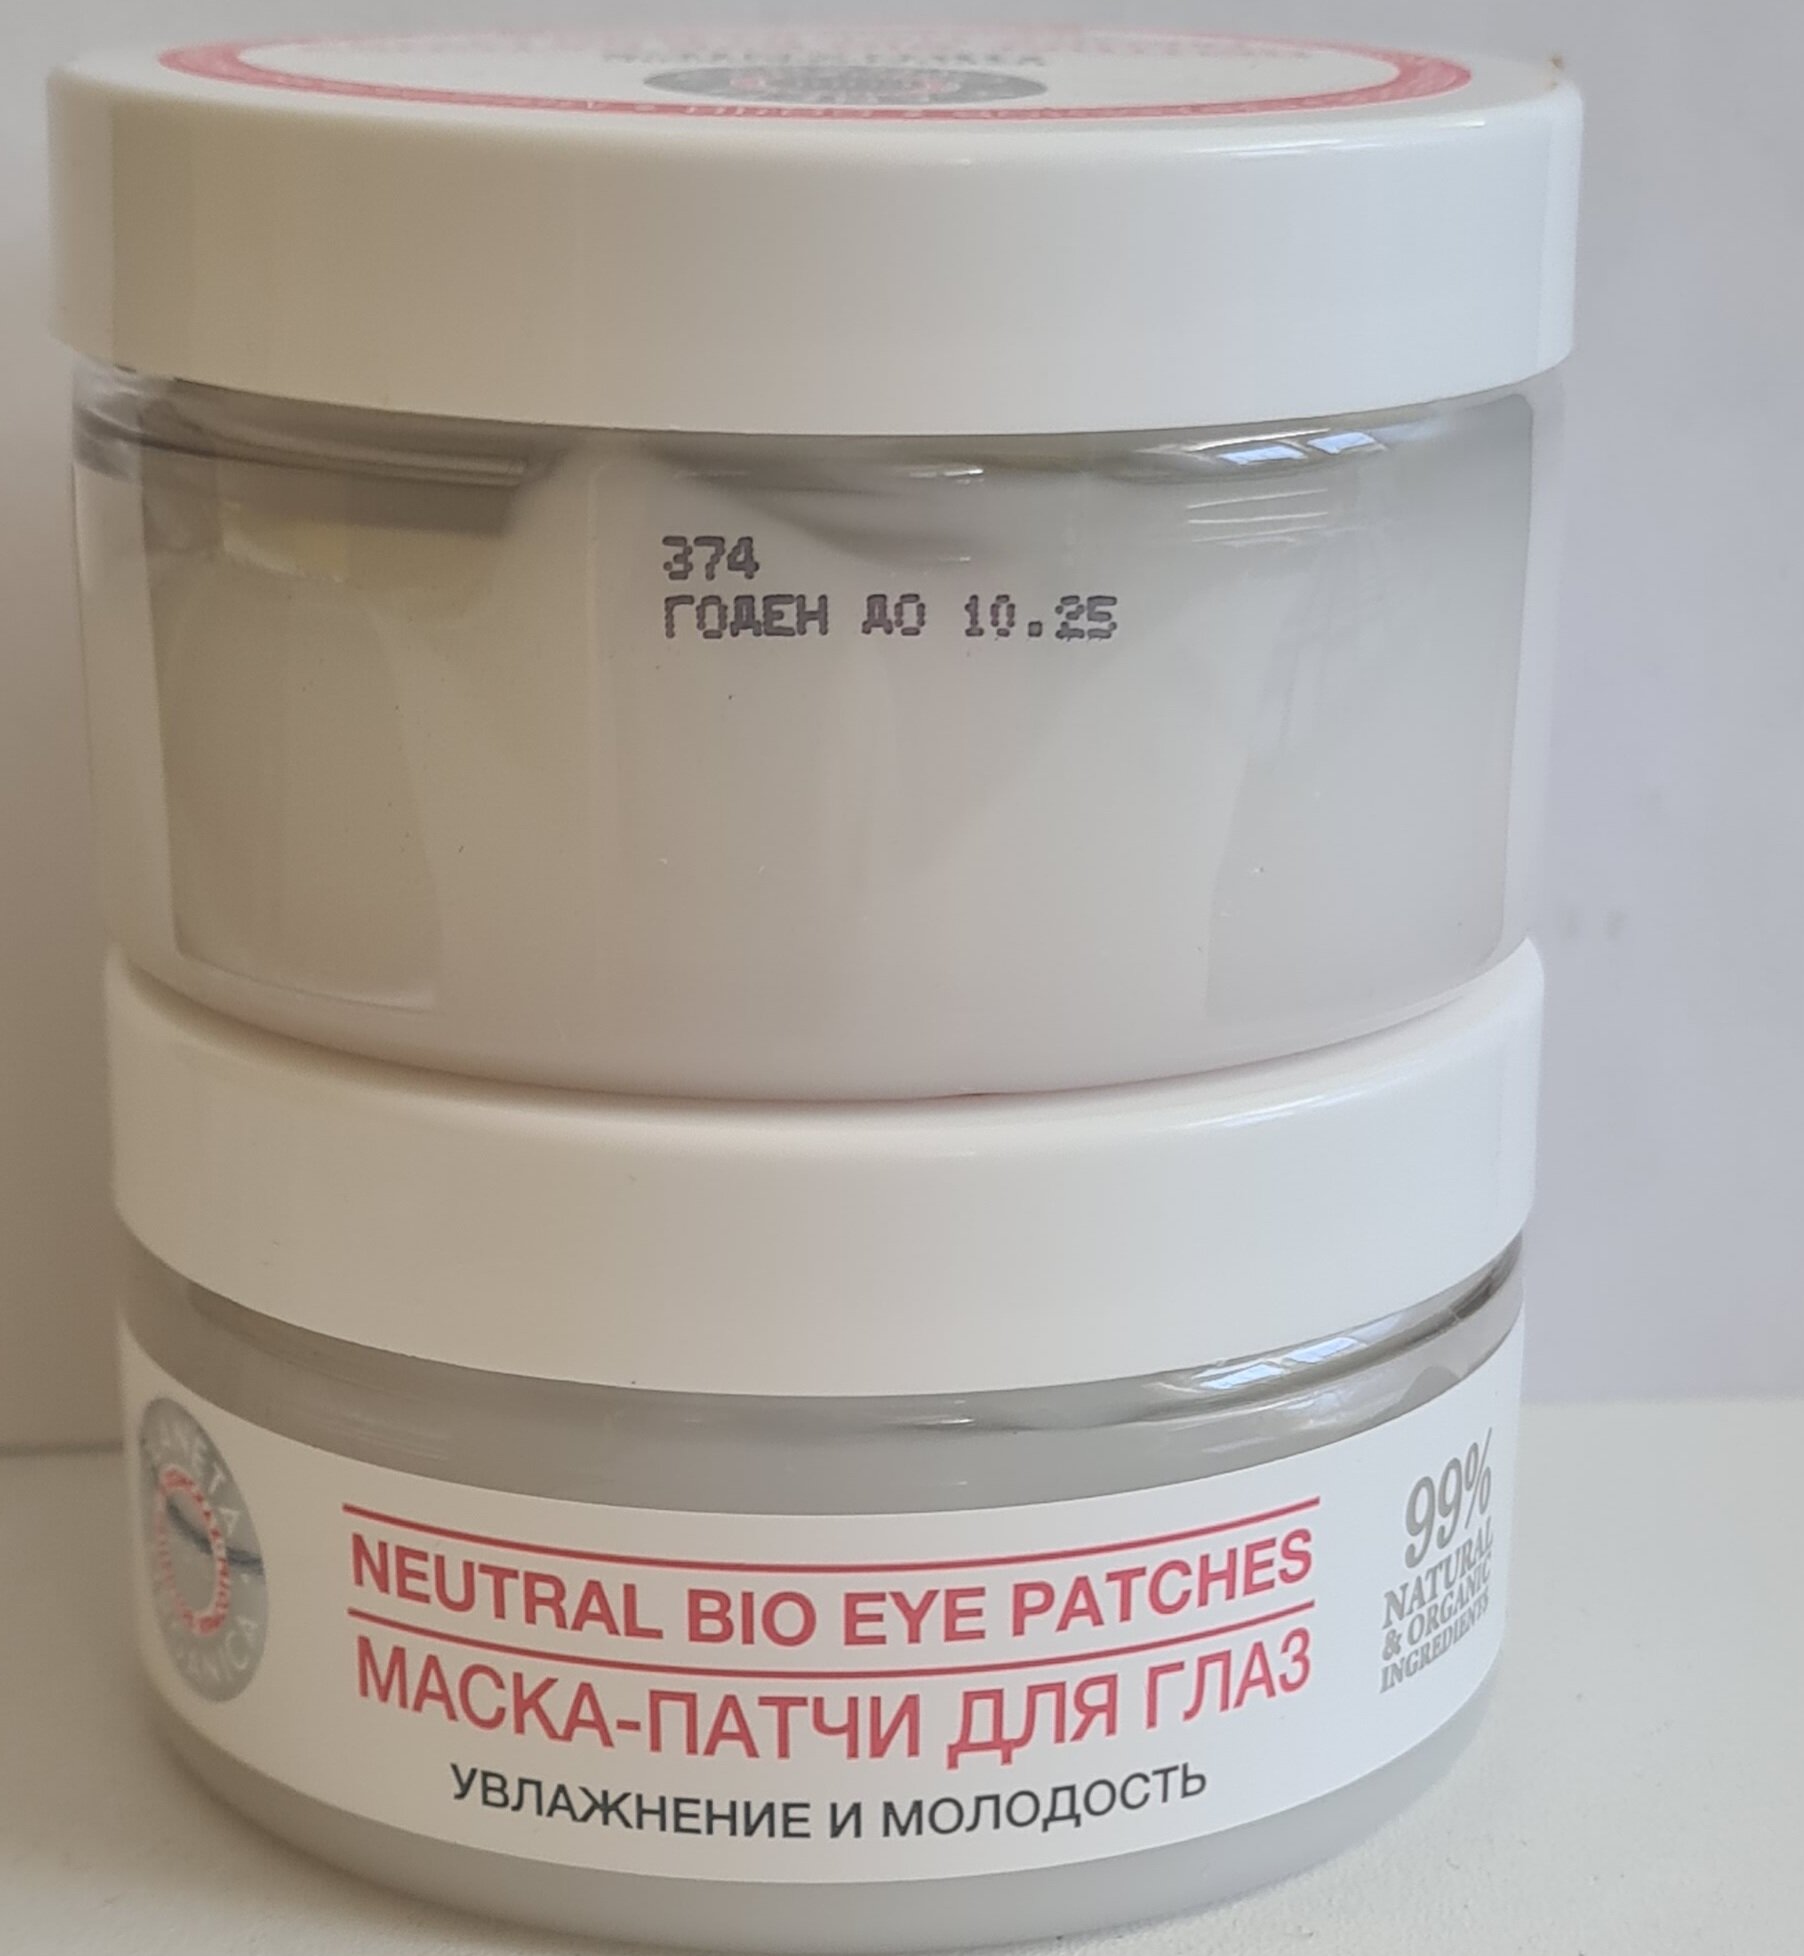 374
ГОДЕН ДО 10.25
NEUTRAL BIO EYE PATCHES
МАСКА-ПАТЧИ ДЛЯ ГЛАЗ
УВЛАЖНЕНИЕ И МОЛОДОСТЬ
99%
NATURAL
& ORGANIC
INGREDIENTS